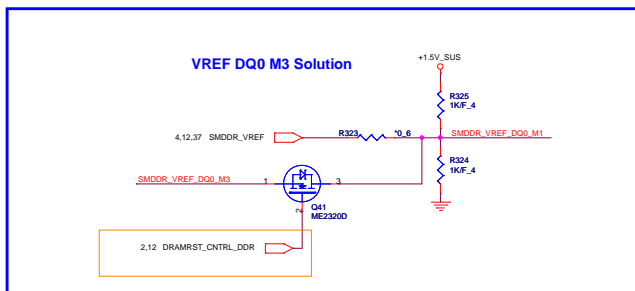 VREF DQ0 M3 Solution
+1.5V_SUS
R325
1K/F_4
4,12,37 SMDDR_VREF
R323 *0_6
SMDDR_VREF_DQ0_M1
R324
1K/F_4
SMDDR_VREF_DQ0_M3
1
3
Q41
ME2320D
2
2,12 DRAMRST_CNTRL_DDR